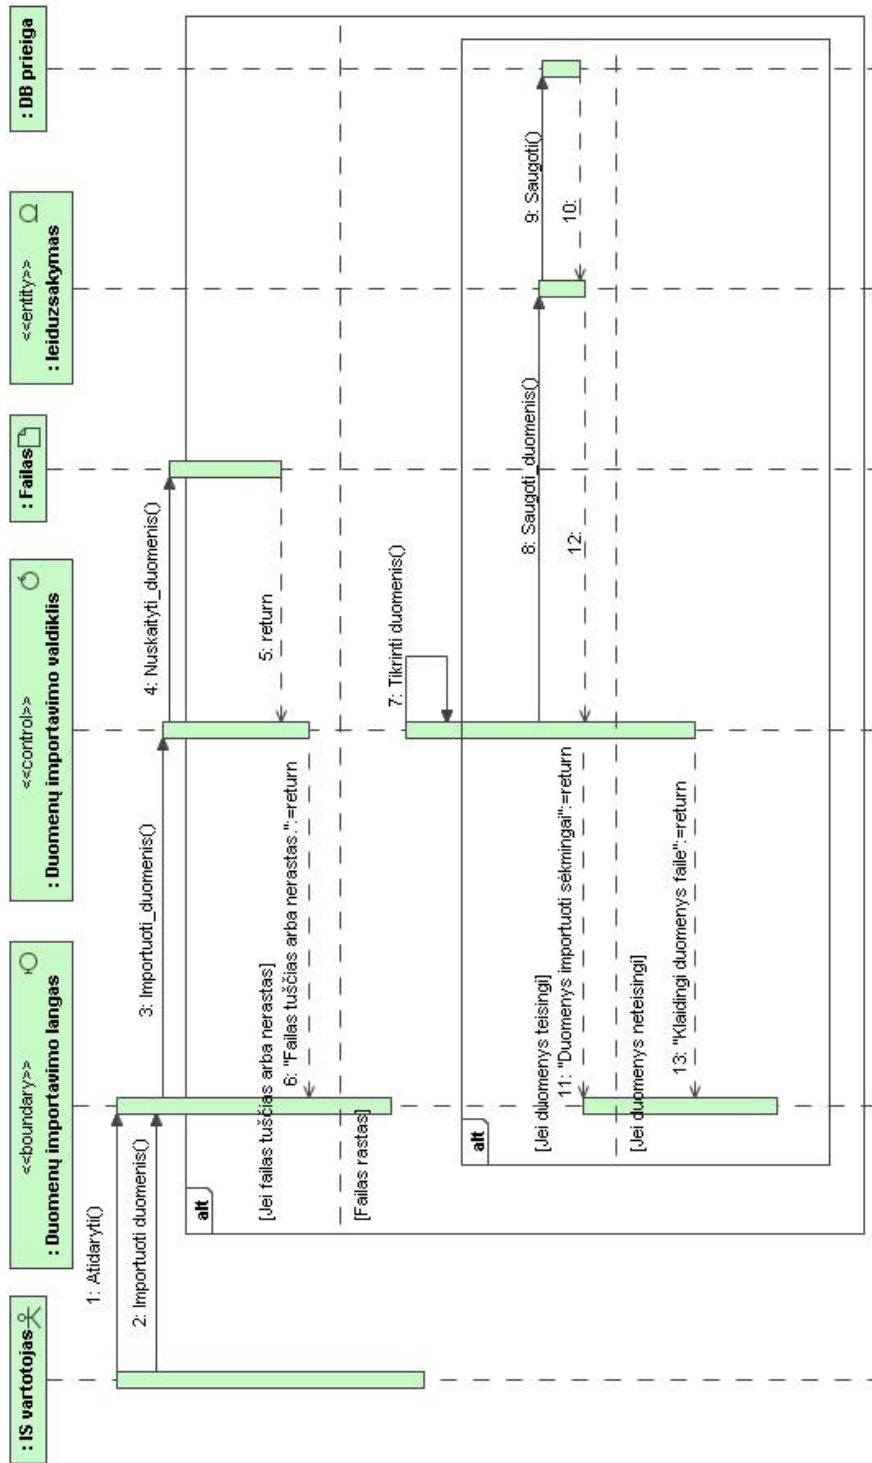 : IS vartotojas
<<boundary>>
: Duomenų importavimo langas
<<control>>
: Duomenų importavimo valdiklis
: Failas
<<entity>>
: leiduzsakymas
: DB prieiga
1: Atidaryti()
2: Importuoti duomenis()
3: Importuoti_duomenis()
4: Nuskaityti_duomenis()
alt
[Jei failas tuščias arba nerastas]
5: return
6: "Failas tuščias arba nerastas.":=return
[Failas rastas]
7: Tikrinti duomenis()
alt
[Jei duomenys teisingi]
8: Saugoti_duomenis()
9: Saugoti()
10:
11: "Duomenys importuoti sėkmingai":=return
12:
[Jei duomenys neteisingi]
13: "Klaidingi duomenys faile":=return